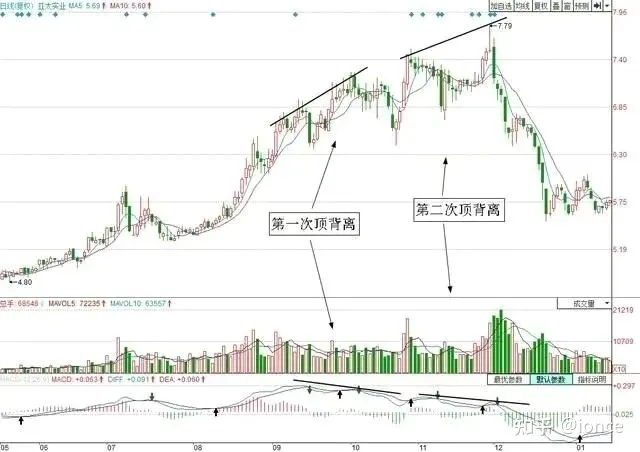 日线(复权) 亚太实业 MA5 5.69↑ MA10: 5.60↑
加自选 均线 复权 叠 窗 预测
7.96
7.79
7.40
6.85
6.30
5.75
5.19
4.80
第一次顶背离
第二次顶背离
总手: 68548↓ MAVOL5: 72235↑ MAVOL10: 63557↑
成交量
21219
10709
X10
MACD: +0.063↑ DIFF +0.091↑ DEA: +0.060↑
最优参数 默认参数 指标说明
+0.297
-0.025
05 05 06 07 08 09 10 11 12 01
知乎 @jonce